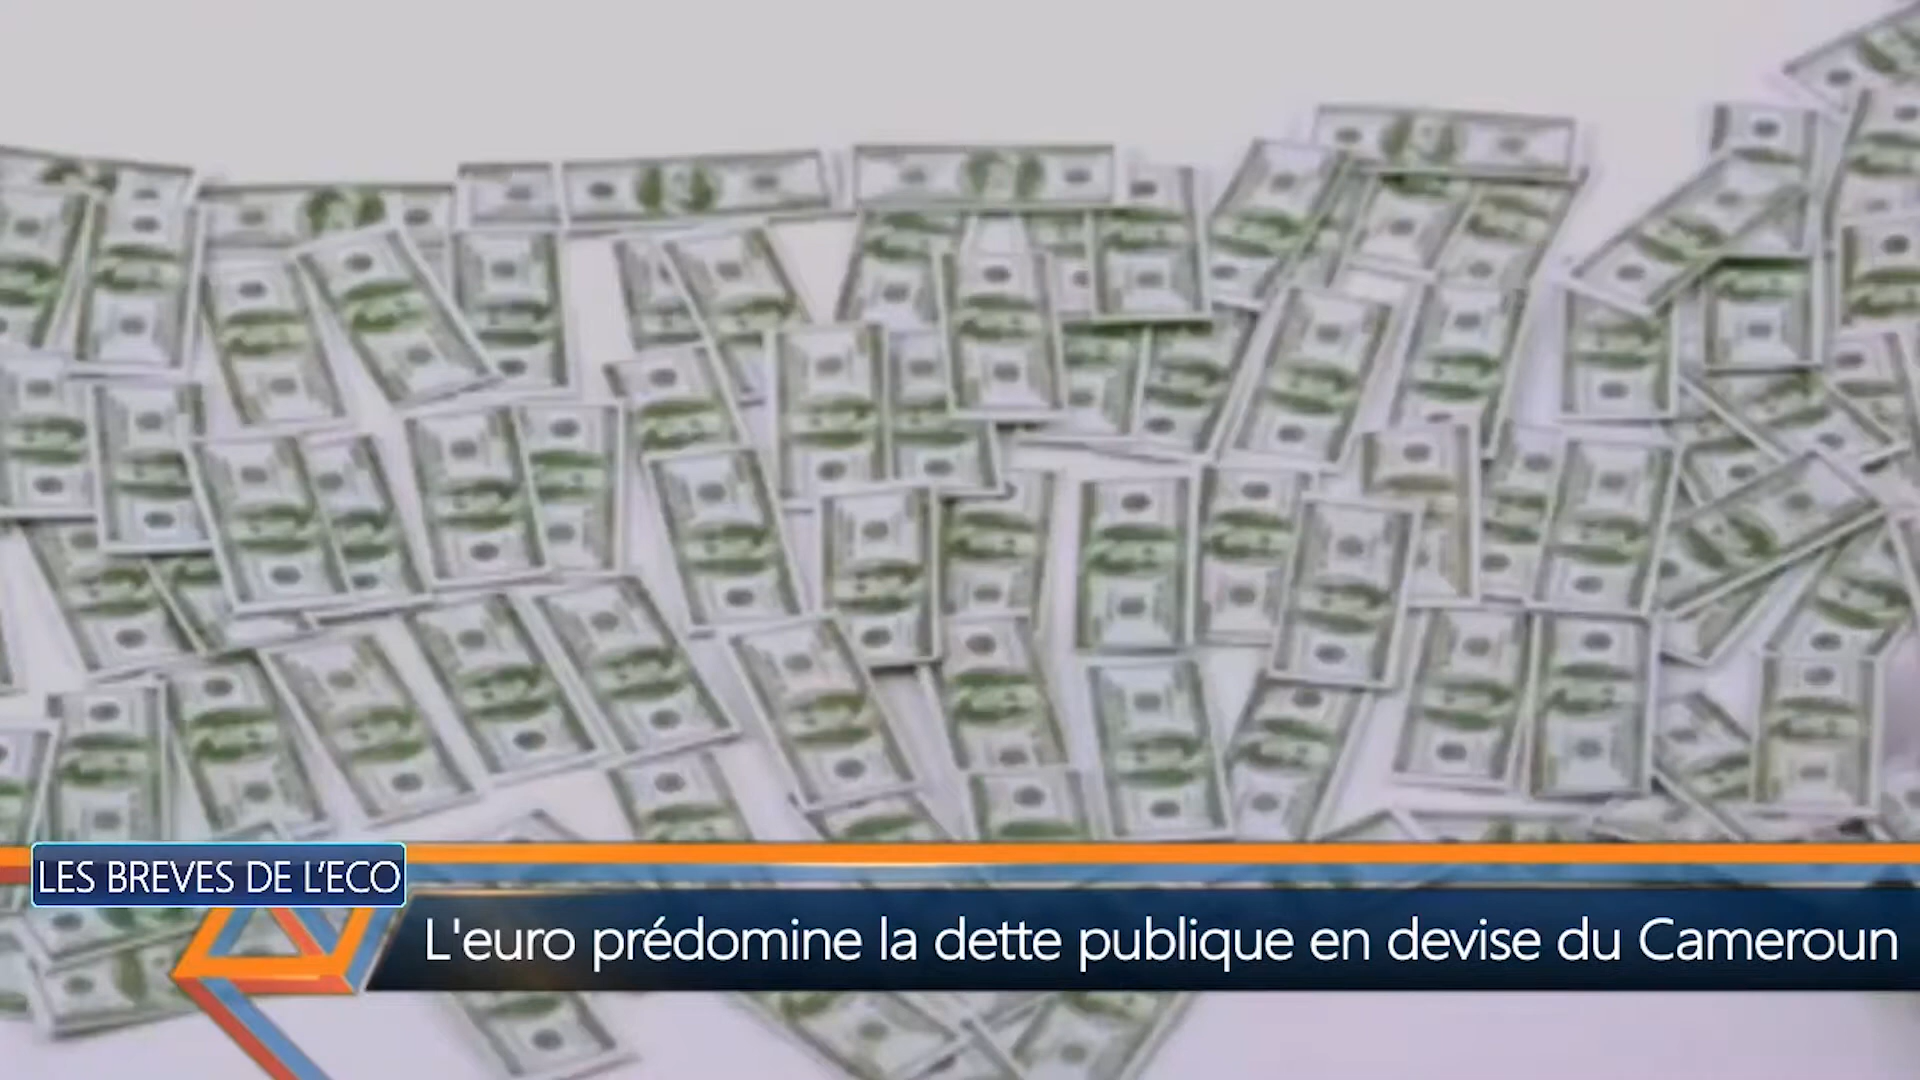 LES BREVES DE L'ECO
L'euro prédomine la dette publique en devise du Cameroun